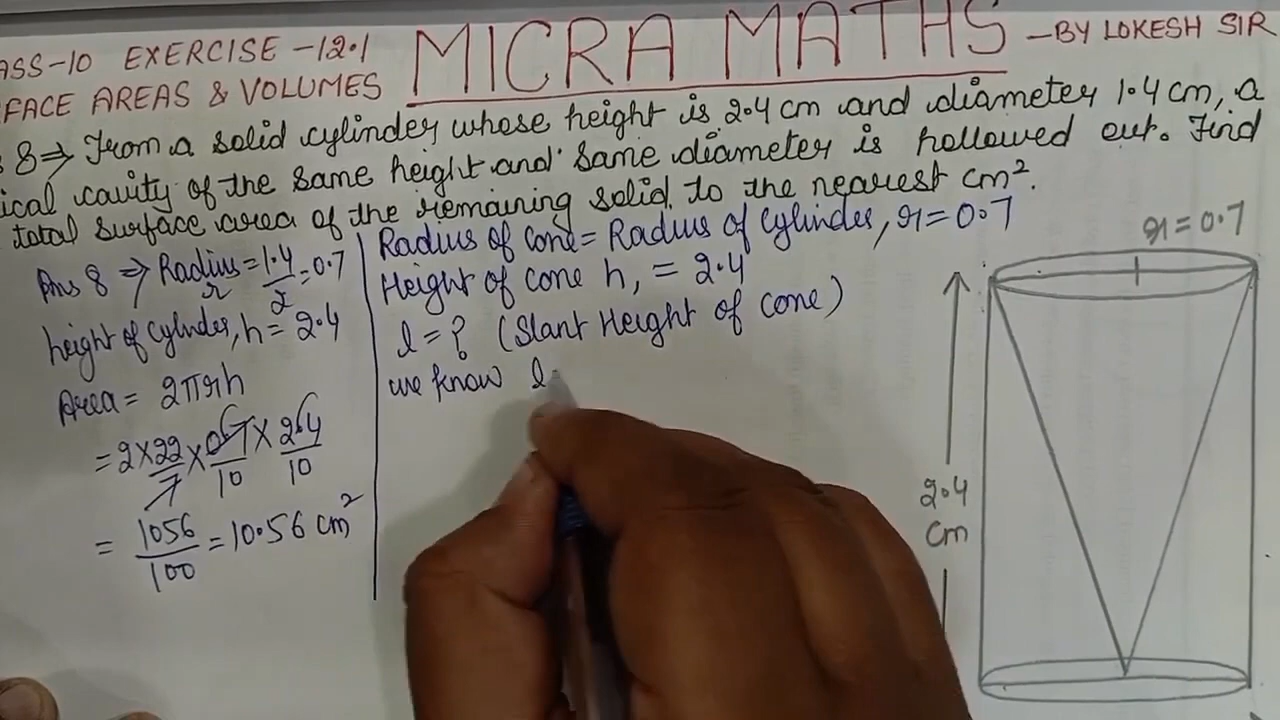 ASS-10 EXERCISE -12.1
FACE AREAS & VOLUMES
MICRA MATHS
-BY LOKESH SIR
8⇒ From a solid cylinder whose height is 2.4 cm and diameter 1.4 cm, a
ical cavity of the same height and same diameter is hollowed out. Find
total surface area of the remaining solid to the nearest cm².
Ans 8 ⇒ Radius = 1.4/2 = 0.7
r
height of cylinder, h = 2.4
Area = 2πrh
= 2 × 22/7 × 0.7/10 × 2.4/10
= 1056/100 = 10.56 cm²
Radius of cone = Radius of cylinder, r = 0.7
Height of cone h, = 2.4
l = ? (Slant Height of cone)
we know l =
r = 0.7
2.4
cm